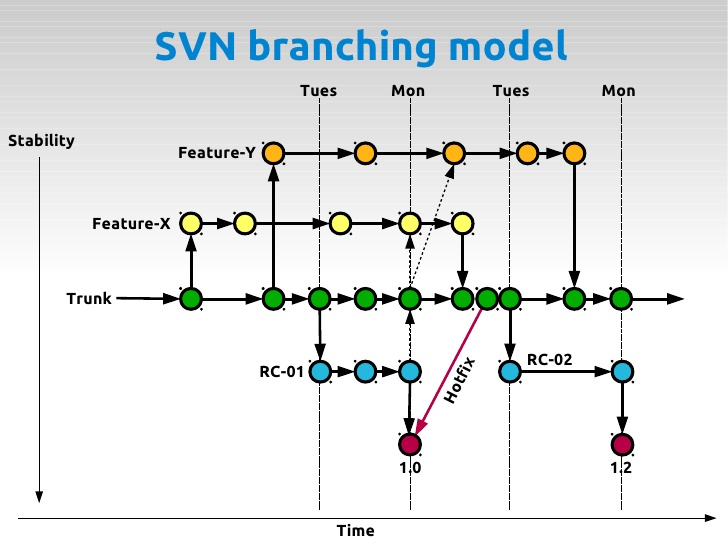 SVN branching model
Tues Mon Tues Mon
Stability
Feature-Y
Feature-X
Trunk
RC-01
RC-02
Hotfix
1.0
1.2
Time